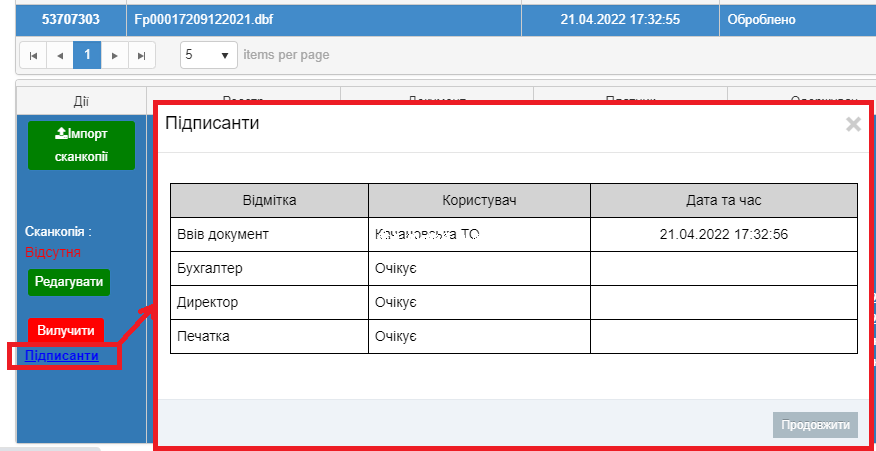 53707303 Fp00017209122021.dbf 21.04.2022 17:32:55 Оброблено
1 5 items per page
Дії
Підписанти
Імпорт
сканкопії
Відмітка Користувач Дата та час
Сканкопія : Ввів документ ТО 21.04.2022 17:32:56
Відсутня
Бухгалтер Очікує
Редагувати
Директор Очікує
Вилучити Печатка Очікує
Підписанти
Продовжити